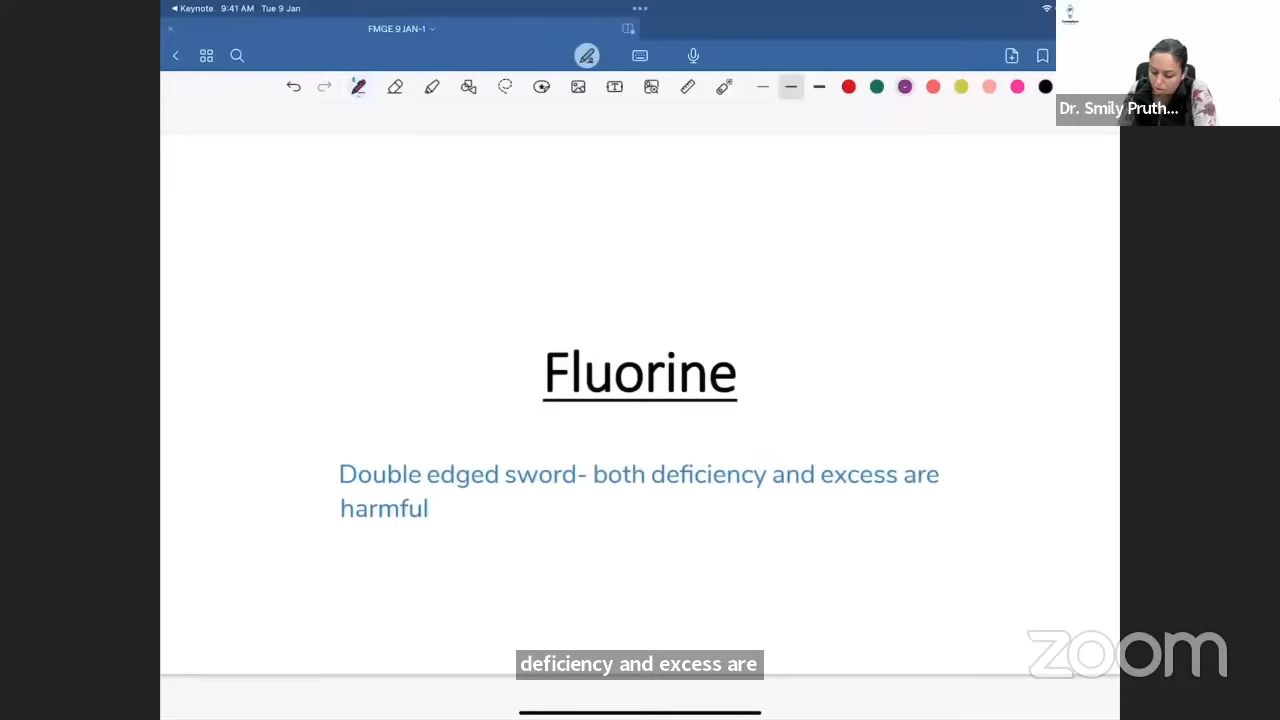 Keynote 9:41 AM Tue 9 Jan
FMGE 9 JAN-1
Dr. Smily Pruth...
Fluorine
Double edged sword- both deficiency and excess are
harmful
deficiency and excess are
zoom